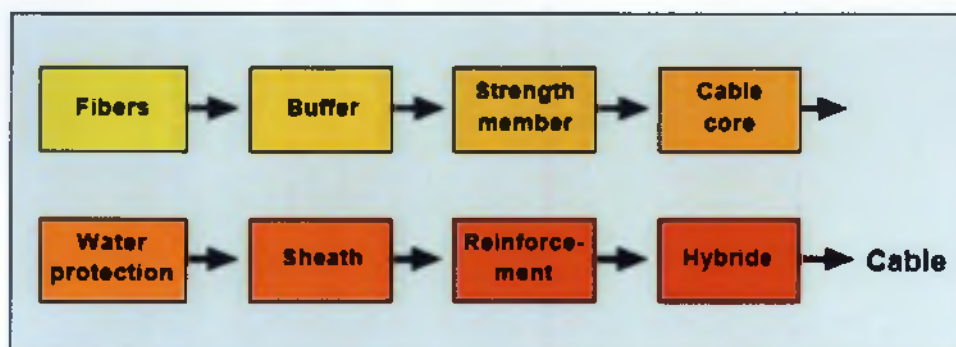 Fibers
Buffer
Strength
member
Cable
core
Water
protection
Sheath
Reinforce-
ment
Hybride
Cable